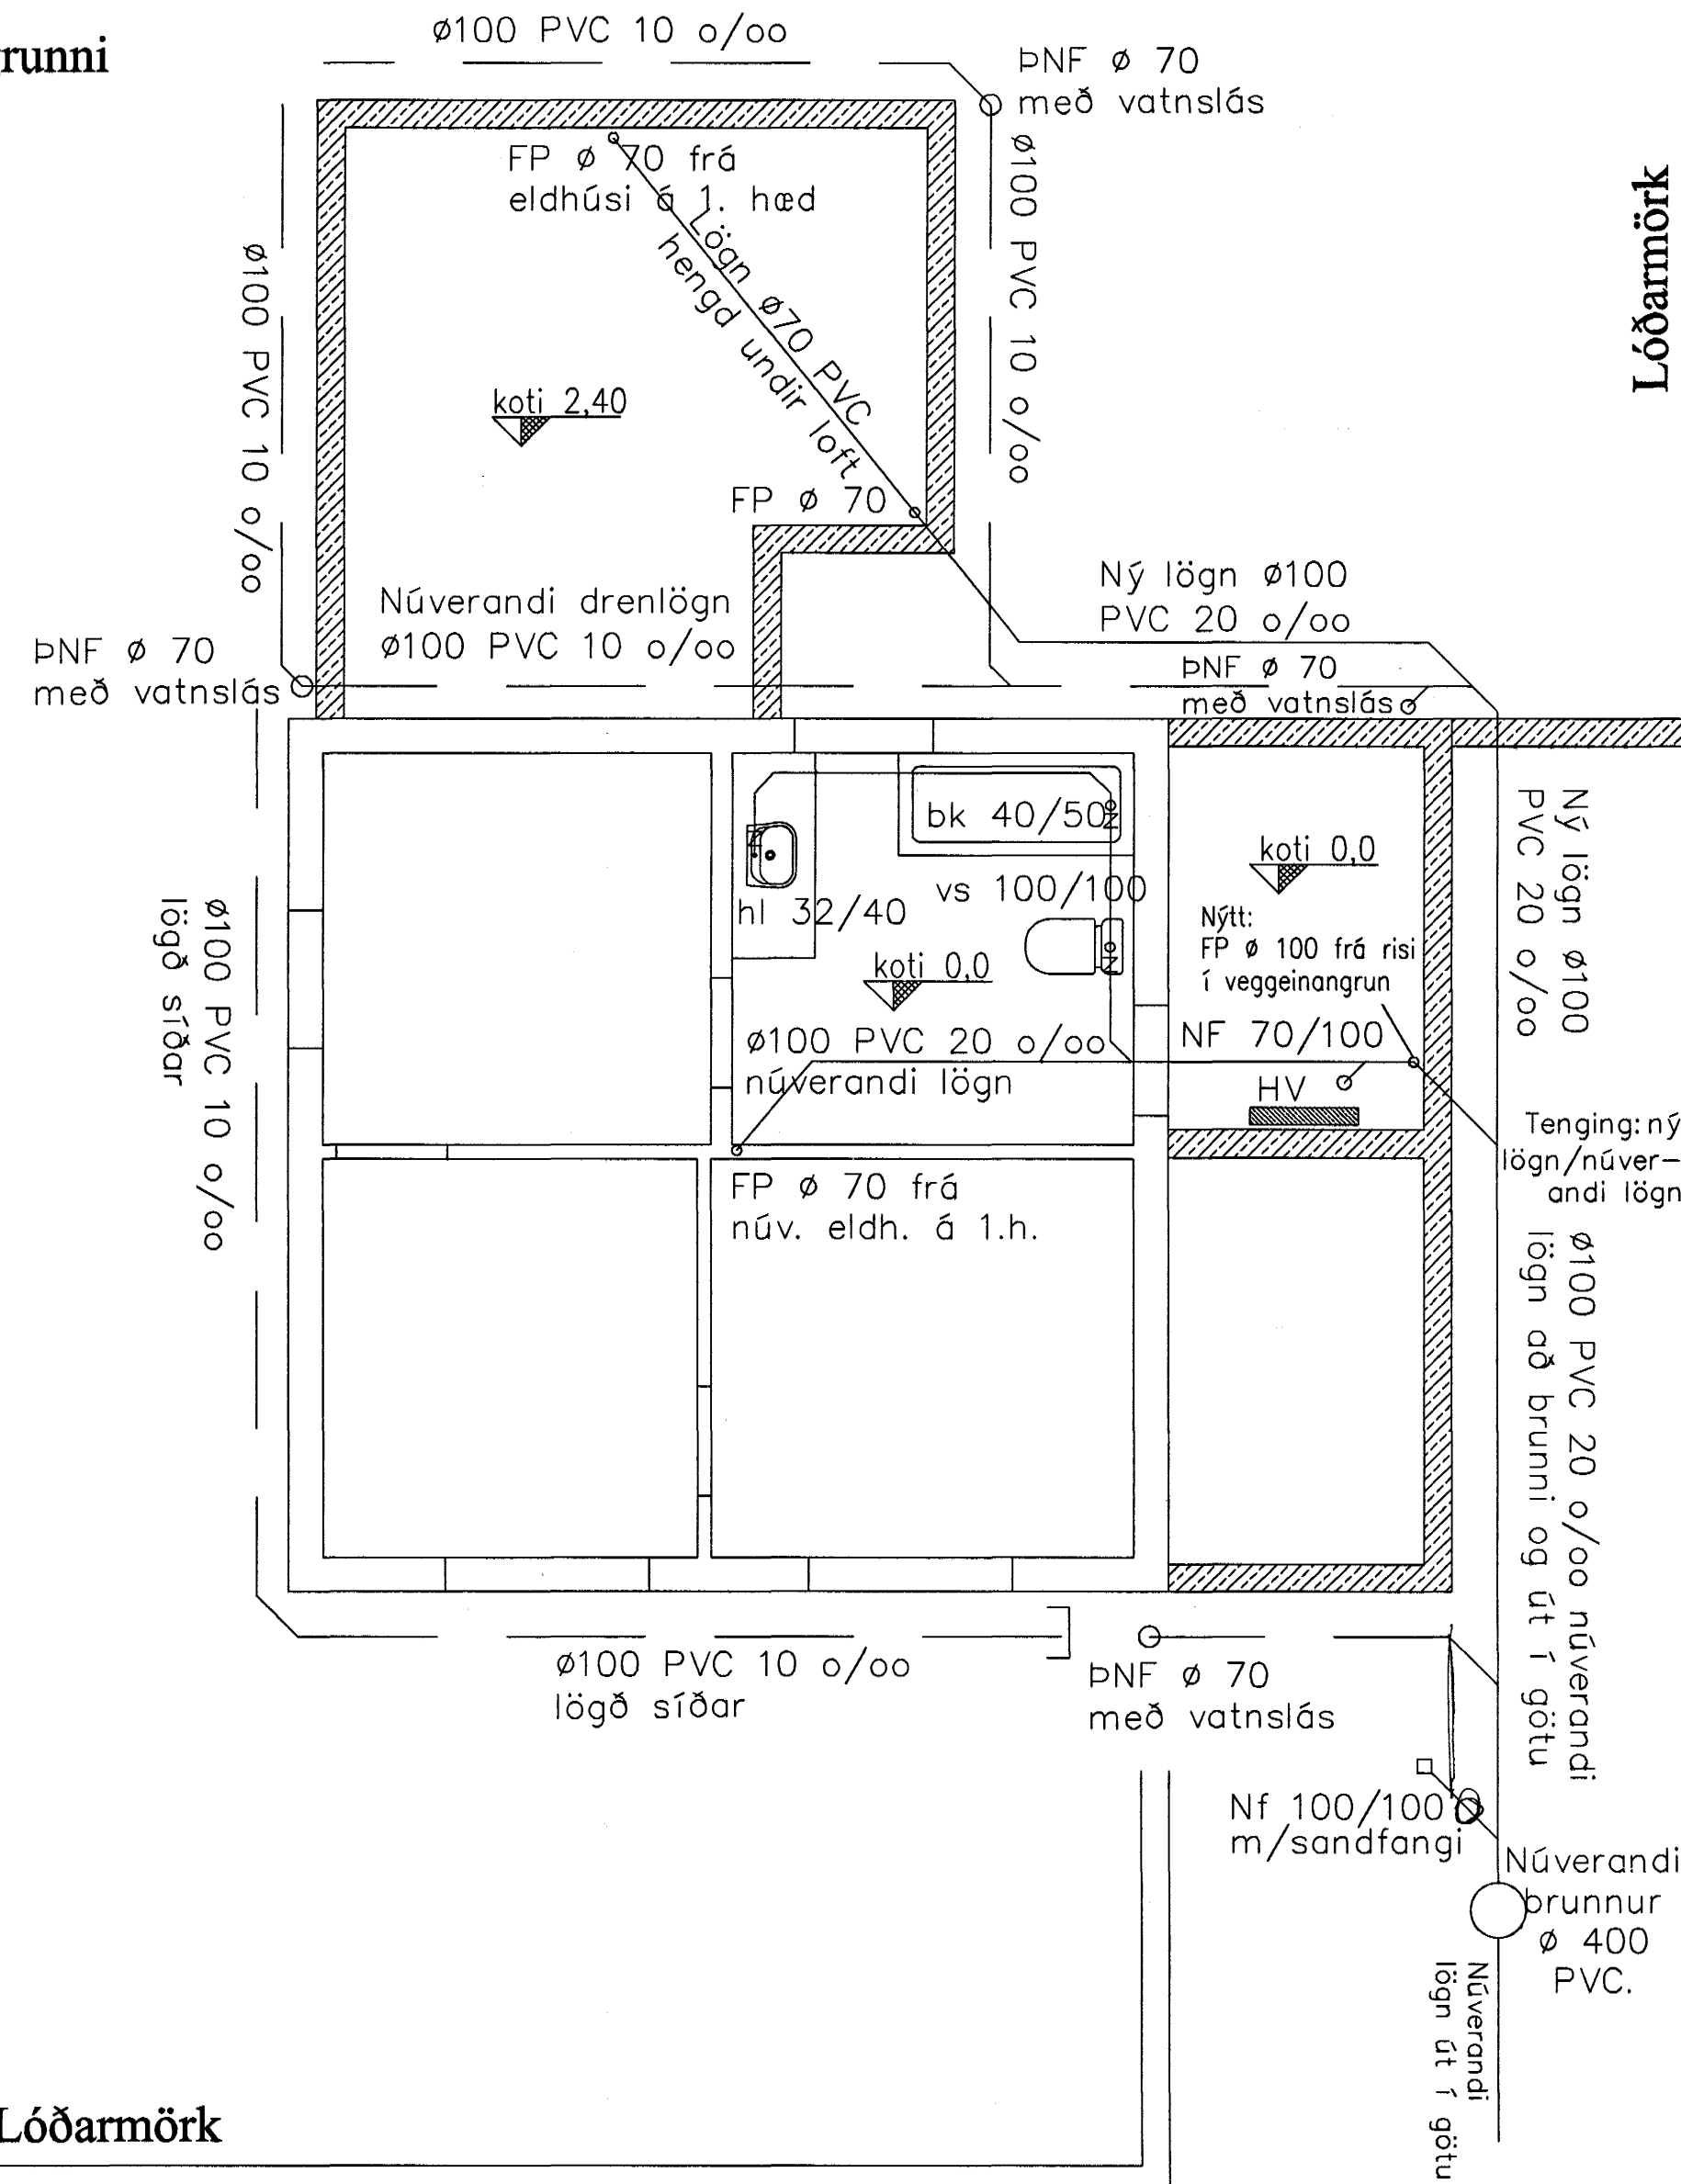 ø100 PVC 10 o/oo
ÞNF ø 70
með vatnslás
FP ø 70 frá
eldhúsi á 1. hæd
Lögn ø70 PVC
hengd undir loft
ø100 PVC 10 o/oo
Lóðarmörk
ø100 PVC 10 o/oo
koti 2,40
FP ø 70
Núverandi drenlögn
ø100 PVC 10 o/oo
Ný lögn ø100
PVC 20 o/oo
ÞNF ø 70
með vatnslás
ÞNF ø 70
með vatnslás
bk 40/50
vs 100/100
hl 32/40
koti 0,0
koti 0,0
Nýtt:
FP ø 100 frá risi
í veggeinangrun
NF 70/100
HV
Ný lögn ø100
PVC 20 o/oo
ø100 PVC 20 o/oo
núverandi lögn
ø100 PVC 10 o/oo
lögð síðar
Tenging: ný
lögn/núver-
andi lögn
FP ø 70 frá
núv. eldh. á 1.h.
ø100 PVC 20 o/oo núverandi
lögn að brunni og út í götu
ø100 PVC 10 o/oo
lögð síðar
ÞNF ø 70
með vatnslás
Nf 100/100
m/sandfangi
Núverandi
brunnur
ø 400
PVC.
Núverandi
lögn út í götu
Lóðarmörk